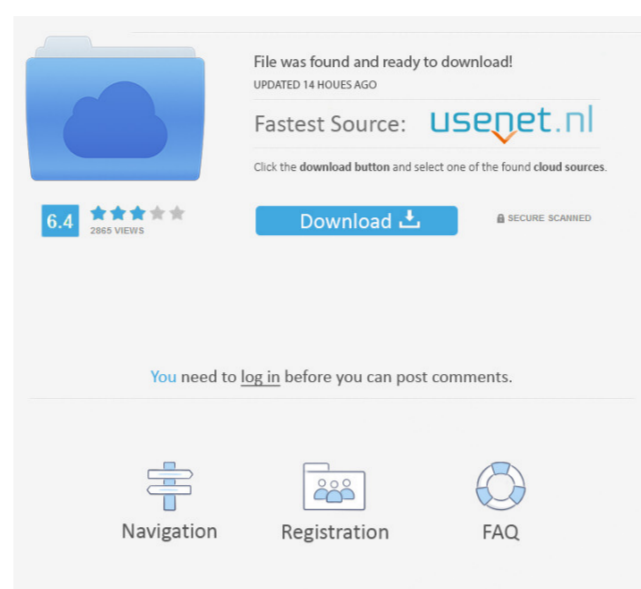 File was found and ready to download!
UPDATED 14 HOUES AGO
Fastest Source: usenet.nl
Click the download button and select one of the found cloud sources.
6.4
2865 VIEWS
Download
SECURE SCANNED
You need to log in before you can post comments.
Navigation
Registration
FAQ